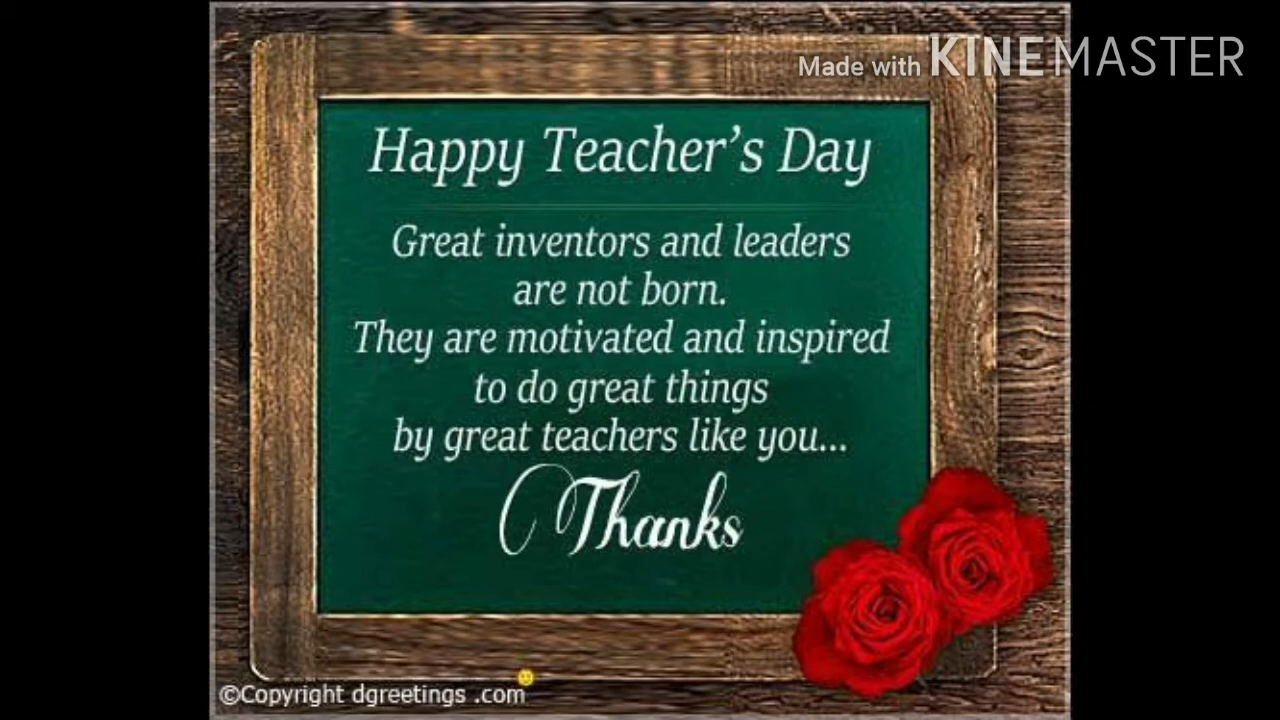 Made with KINEMASTER
Happy Teacher's Day
Great inventors and leaders
are not born.
They are motivated and inspired
to do great things
by great teachers like you...
Thanks
©Copyright dgreetings .com